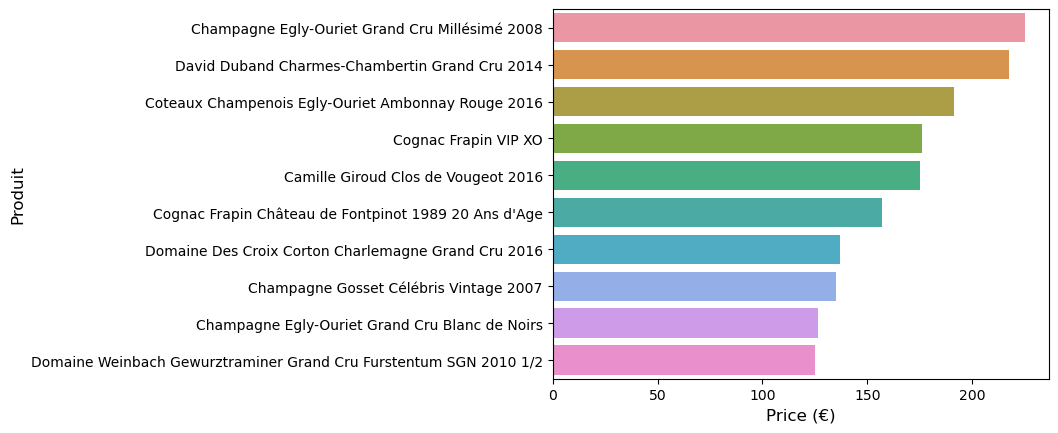 Produit
Champagne Egly-Ouriet Grand Cru Millésimé 2008
David Duband Charmes-Chambertin Grand Cru 2014
Coteaux Champenois Egly-Ouriet Ambonnay Rouge 2016
Cognac Frapin VIP XO
Camille Giroud Clos de Vougeot 2016
Cognac Frapin Château de Fontpinot 1989 20 Ans d'Age
Domaine Des Croix Corton Charlemagne Grand Cru 2016
Champagne Gosset Célébris Vintage 2007
Champagne Egly-Ouriet Grand Cru Blanc de Noirs
Domaine Weinbach Gewurztraminer Grand Cru Furstentum SGN 2010 1/2
0 50 100 150 200
Price (€)